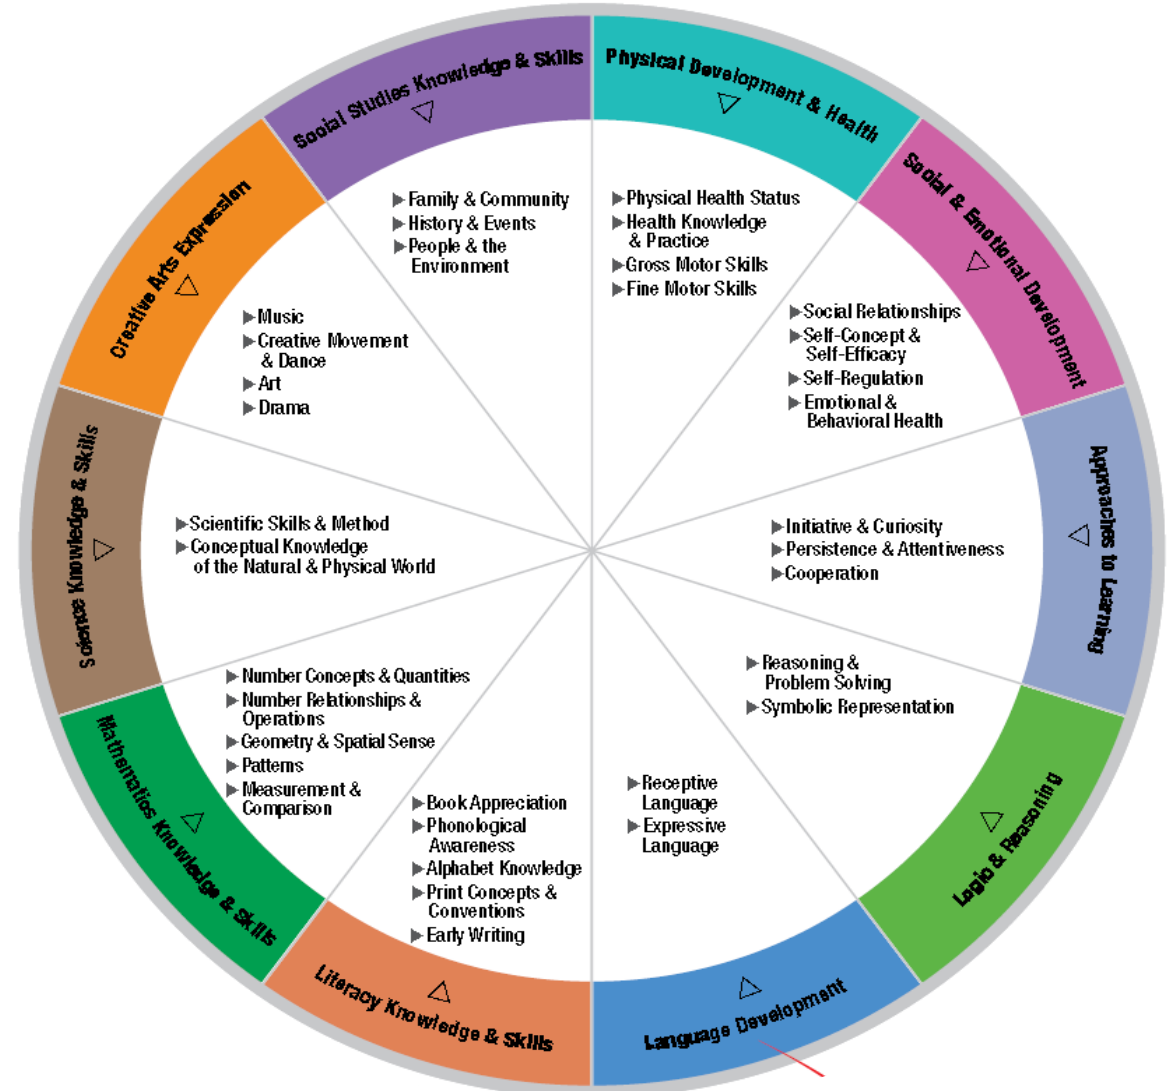 Social Studies Knowledge & Skills
Family & Community
History & Events
People & the
Environment
Physical Development & Health
Physical Health Status
Health Knowledge
& Practice
Gross Motor Skills
Fine Motor Skills
Social & Emotional Development
Social Relationships
Self-Concept &
Self-Efficacy
Self-Regulation
Emotional &
Behavioral Health
Approaches to Learning
Initiative & Curiosity
Persistence & Attentiveness
Cooperation
Logic & Reasoning
Reasoning &
Problem Solving
Symbolic Representation
Language Development
Receptive
Language
Expressive
Language
Literacy Knowledge & Skills
Book Appreciation
Phonological
Awareness
Alphabet Knowledge
Print Concepts &
Conventions
Early Writing
Mathematics Knowledge & Skills
Number Concepts & Quantities
Number Relationships &
Operations
Geometry & Spatial Sense
Patterns
Measurement &
Comparison
Science Knowledge & Skills
Scientific Skills & Method
Conceptual Knowledge
of the Natural & Physical World
Creative Arts Expression
Music
Creative Movement
& Dance
Art
Drama